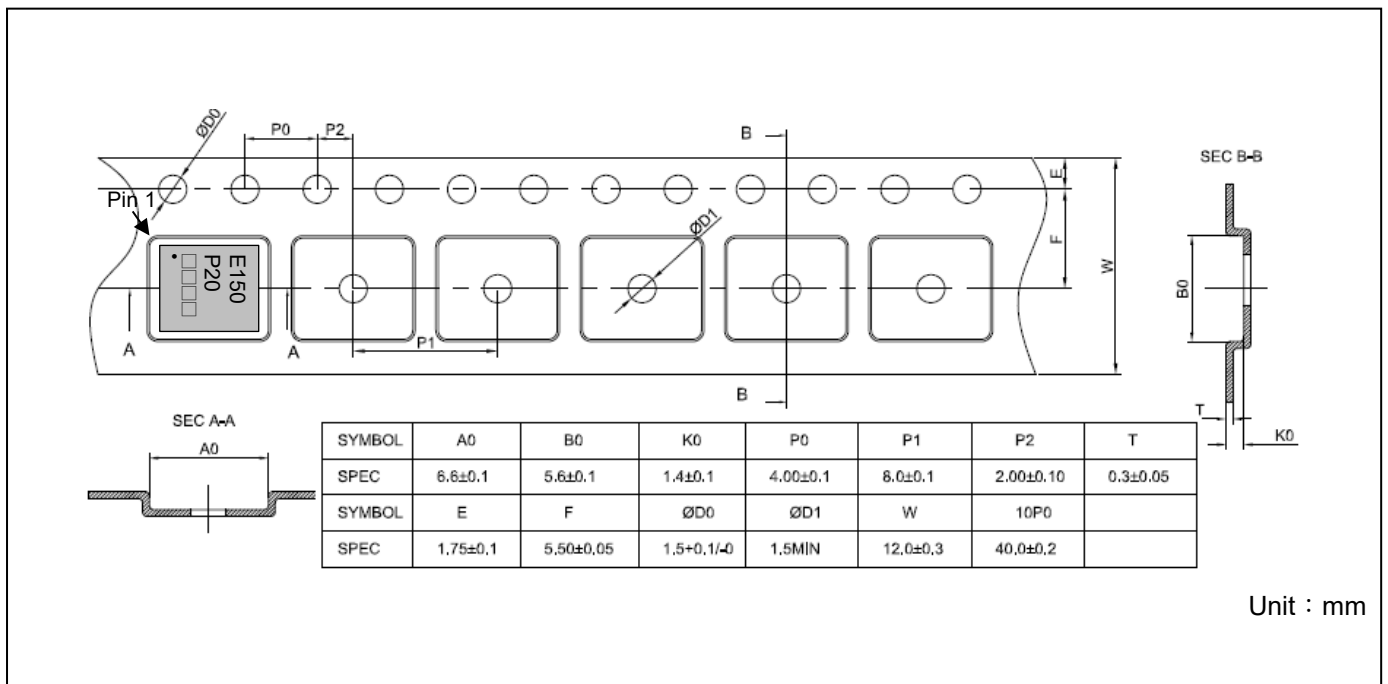 ØD0
P0
P2
B
SEC B-B
Pin 1
E
ØD1
F
W
E150
P20
B0
A
A
P1
B
T
K0
SEC A-A
A0
SYMBOL A0 B0 K0 P0 P1 P2 T
SPEC 6.6±0.1 5.6±0.1 1.4±0.1 4.00±0.1 8.0±0.1 2.00±0.10 0.3±0.05
SYMBOL E F ØD0 ØD1 W 10P0
SPEC 1.75±0.1 5.50±0.05 1.5+0.1/-0 1.5MIN 12.0±0.3 40.0±0.2
Unit：mm